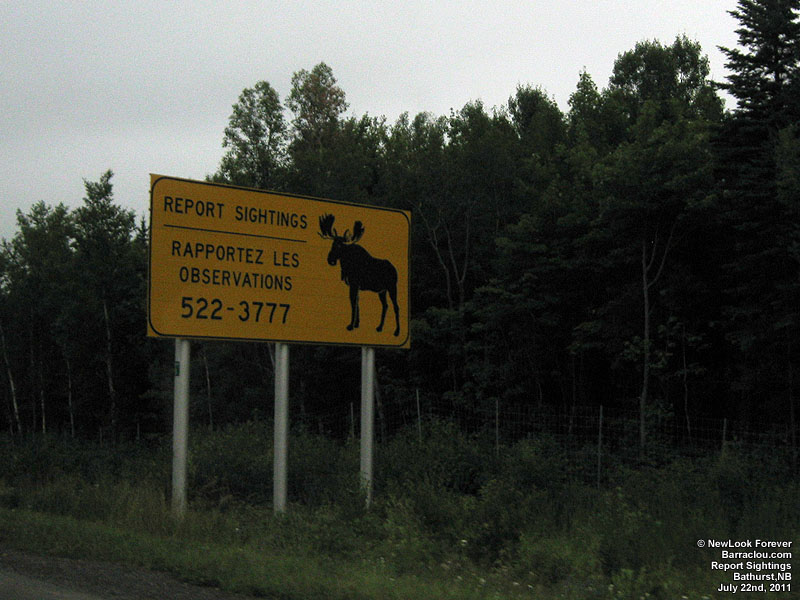 REPORT SIGHTINGS
RAPPORTEZ LES
OBSERVATIONS
522-3777
© NewLook Forever
Barraclou.com
Report Sightings
Bathurst,NB
July 22nd, 2011